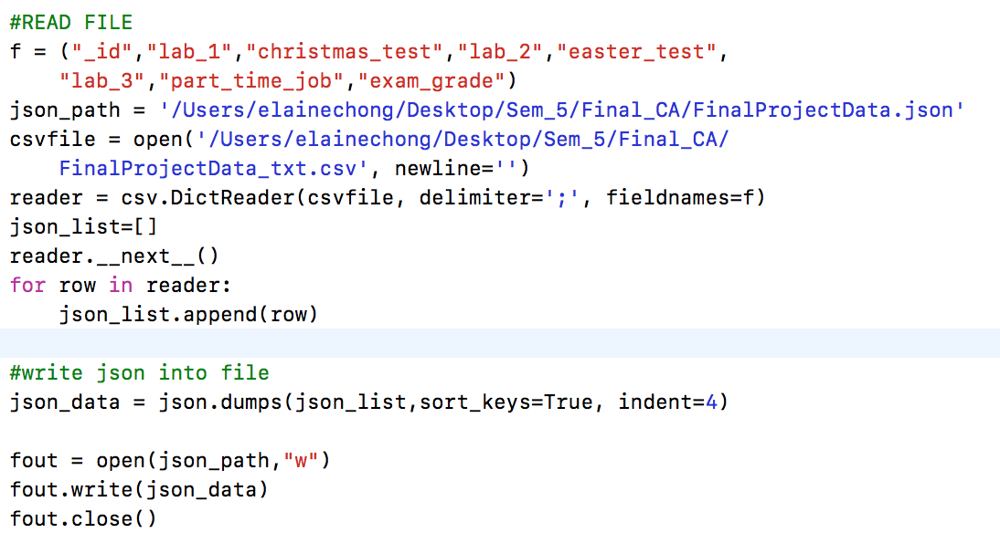 #READ FILE
f = ("_id","lab_1","christmas_test","lab_2","easter_test",
    "lab_3","part_time_job","exam_grade")
json_path = '/Users/elainechong/Desktop/Sem_5/Final_CA/FinalProjectData.json'
csvfile = open('/Users/elainechong/Desktop/Sem_5/Final_CA/
    FinalProjectData_txt.csv', newline='')
reader = csv.DictReader(csvfile, delimiter=';', fieldnames=f)
json_list=[]
reader.__next__()
for row in reader:
    json_list.append(row)
#write json into file
json_data = json.dumps(json_list,sort_keys=True, indent=4)
fout = open(json_path,"w")
fout.write(json_data)
fout.close()